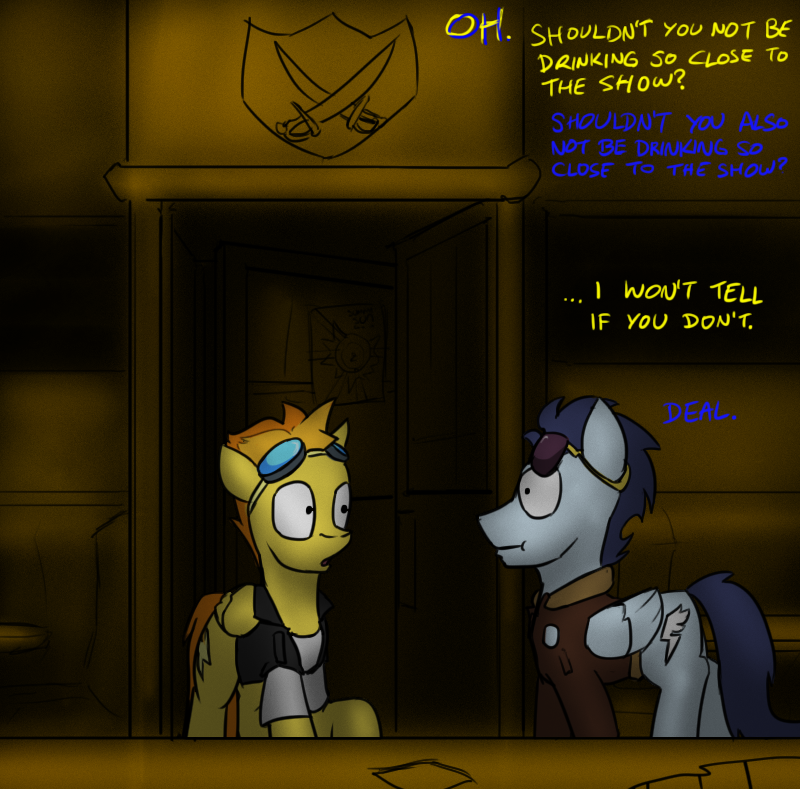 OH.
SHOULDN'T YOU NOT BE
DRINKING SO CLOSE TO
THE SHOW?
SHOULDN'T YOU ALSO
NOT BE DRINKING SO
CLOSE TO THE SHOW?
...I WON'T TELL
IF YOU DON'T.
DEAL.